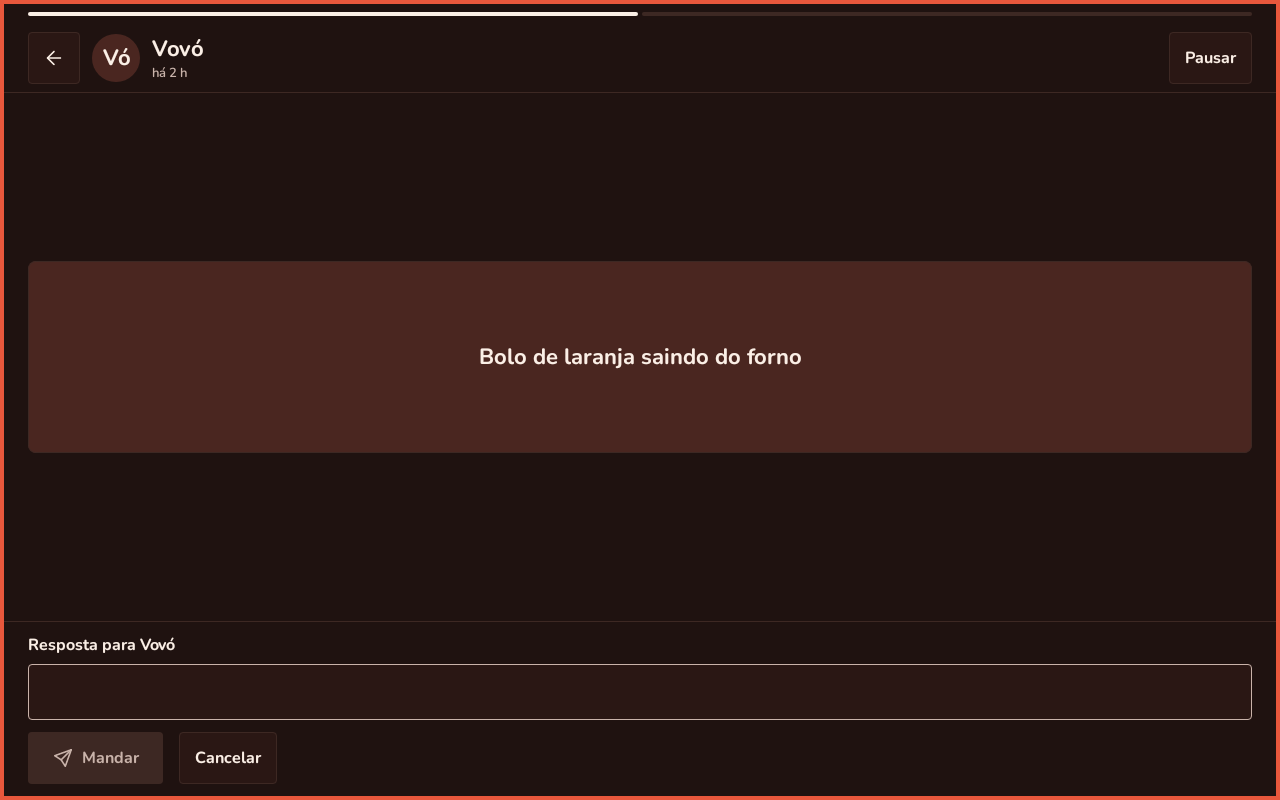 Vó
Vovó
há 2 h
Pausar
Bolo de laranja saindo do forno
Resposta para Vovó
Mandar
Cancelar